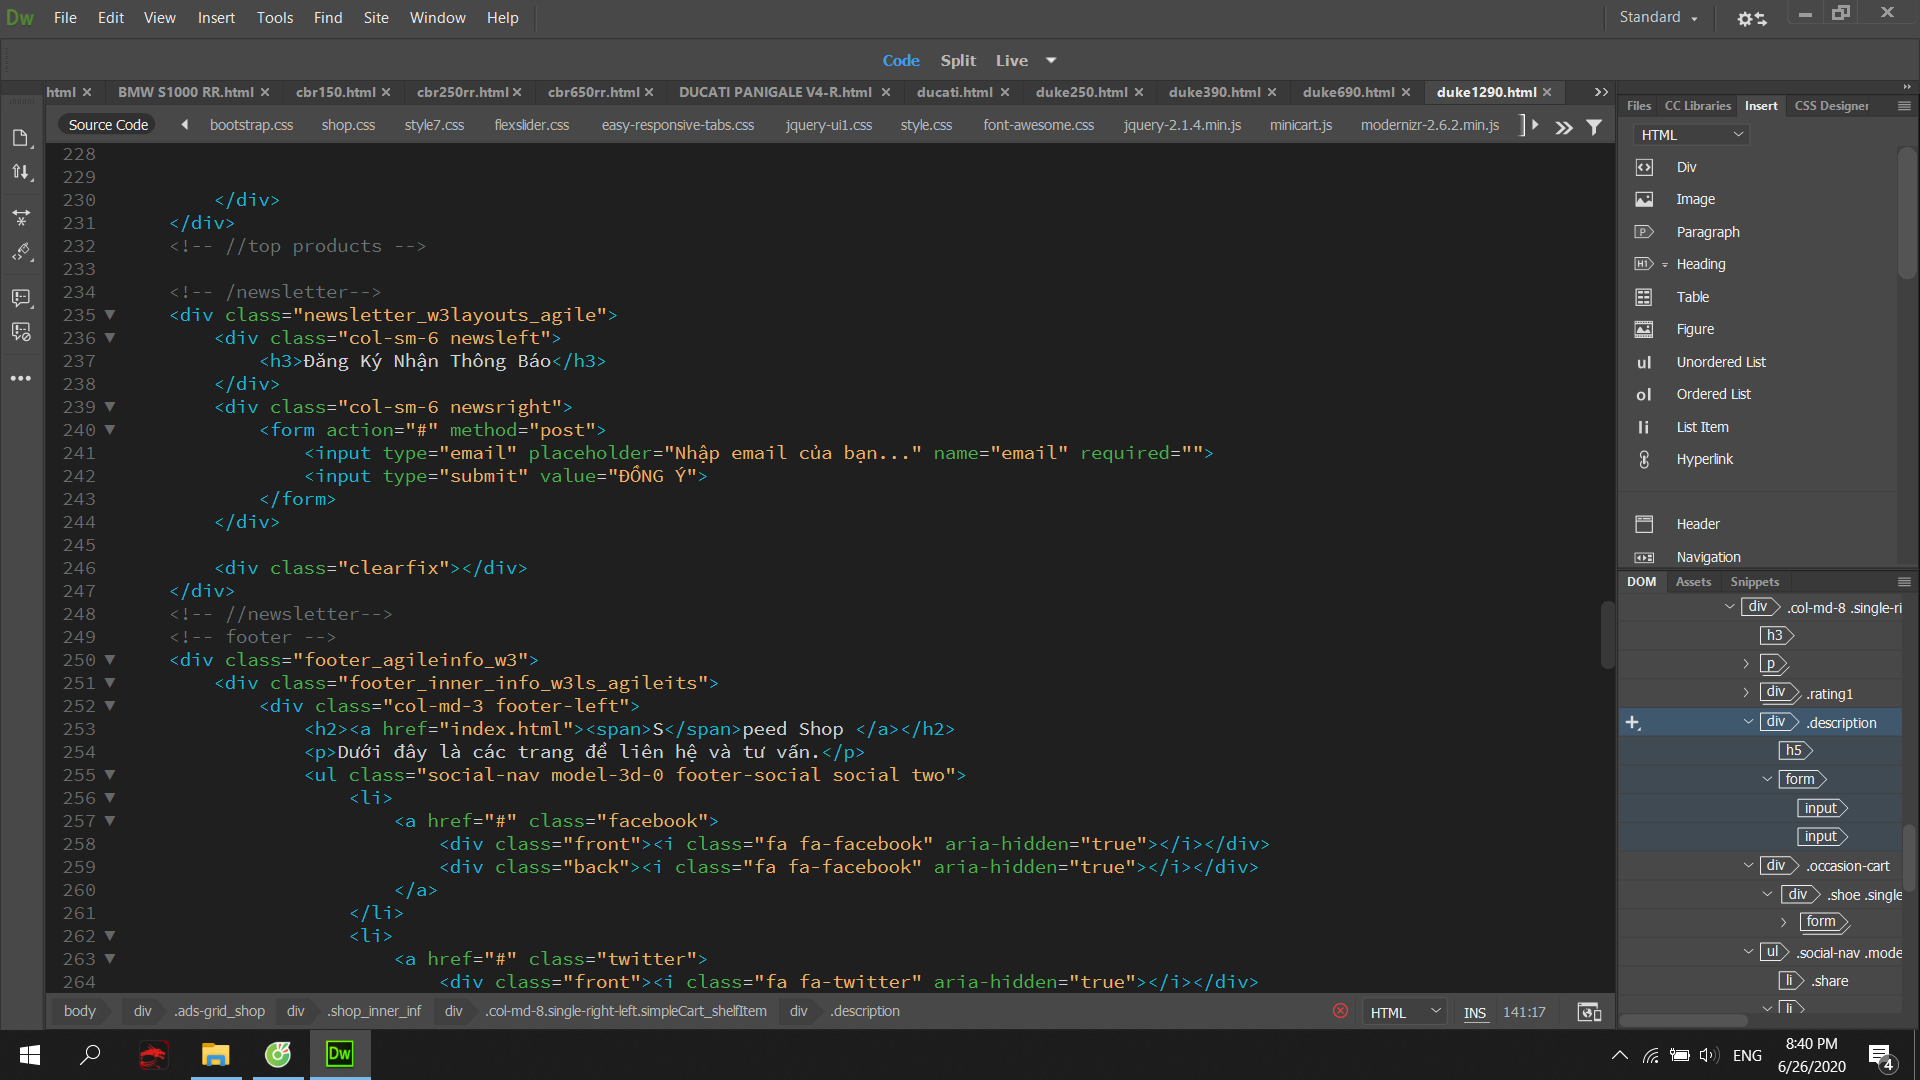 Dw File Edit View Insert Tools Find Site Window Help Standard
Code Split Live
html BMW S1000 RR.html cbr150.html cbr250rr.html cbr650rr.html DUCATI PANIGALE V4-R.html ducati.html duke250.html duke390.html duke690.html duke1290.html
Source Code bootstrap.css shop.css style7.css flexslider.css easy-responsive-tabs.css jquery-ui1.css style.css font-awesome.css jquery-2.1.4.min.js minicart.js modernizr-2.6.2.min.js
228
229
230 </div>
231 </div>
232 <!-- //top products -->
233
234 <!-- /newsletter-->
235 <div class="newsletter_w3layouts_agile">
236 <div class="col-sm-6 newsleft">
237 <h3>Đăng Ký Nhận Thông Báo</h3>
238 </div>
239 <div class="col-sm-6 newsright">
240 <form action="#" method="post">
241 <input type="email" placeholder="Nhập email của bạn..." name="email" required="">
242 <input type="submit" value="ĐỒNG Ý">
243 </form>
244 </div>
245
246 <div class="clearfix"></div>
247 </div>
248 <!-- //newsletter-->
249 <!-- footer -->
250 <div class="footer_agileinfo_w3">
251 <div class="footer_inner_info_w3ls_agileits">
252 <div class="col-md-3 footer-left">
253 <h2><a href="index.html"><span>S</span>peed Shop </a></h2>
254 <p>Dưới đây là các trang để liên hệ và tư vấn.</p>
255 <ul class="social-nav model-3d-0 footer-social social two">
256 <li>
257 <a href="#" class="facebook">
258 <div class="front"><i class="fa fa-facebook" aria-hidden="true"></i></div>
259 <div class="back"><i class="fa fa-facebook" aria-hidden="true"></i></div>
260 </a>
261 </li>
262 <li>
263 <a href="#" class="twitter">
264 <div class="front"><i class="fa fa-twitter" aria-hidden="true"></i></div>
body div .ads-grid_shop div .shop_inner_inf div .col-md-8.single-right-left.simpleCart_shelfItem div .description HTML INS 141:17
Files CC Libraries Insert CSS Designer
HTML
Div
Image
P Paragraph
H1 Heading
Table
Figure
ul Unordered List
ol Ordered List
li List Item
Hyperlink
Header
Navigation
DOM Assets Snippets
div .col-md-8 .single-ri
h3
p
div .rating1
div .description
h5
form
input
input
div .occasion-cart
div .shoe .single
form
ul .social-nav .mode
li .share
li
Dw ENG 8:40 PM
6/26/2020 4